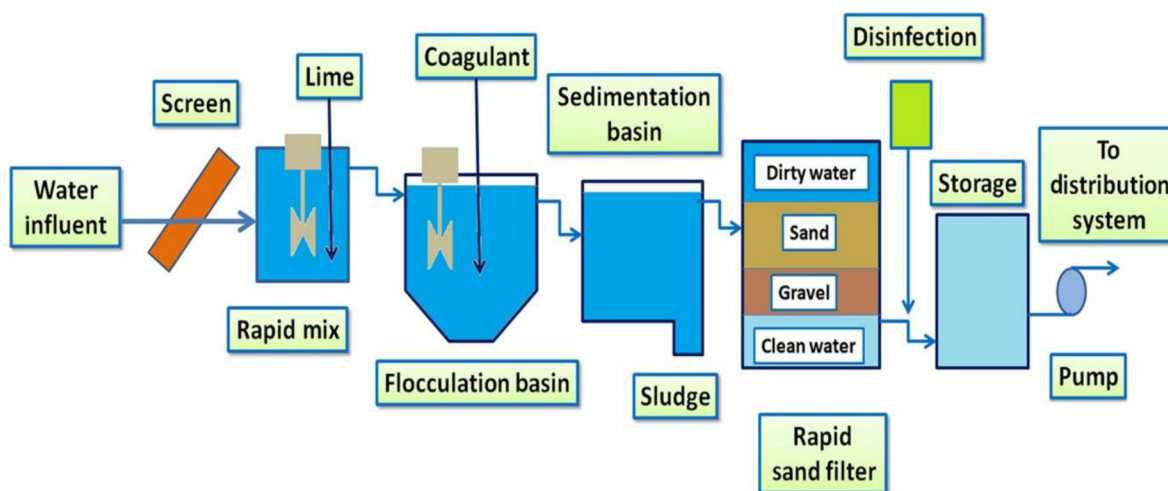 Water
influent
Screen
Lime
Rapid mix
Coagulant
Flocculation basin
Sedimentation
basin
Sludge
Dirty water
Sand
Gravel
Clean water
Rapid
sand filter
Disinfection
Storage
Pump
To
distribution
system